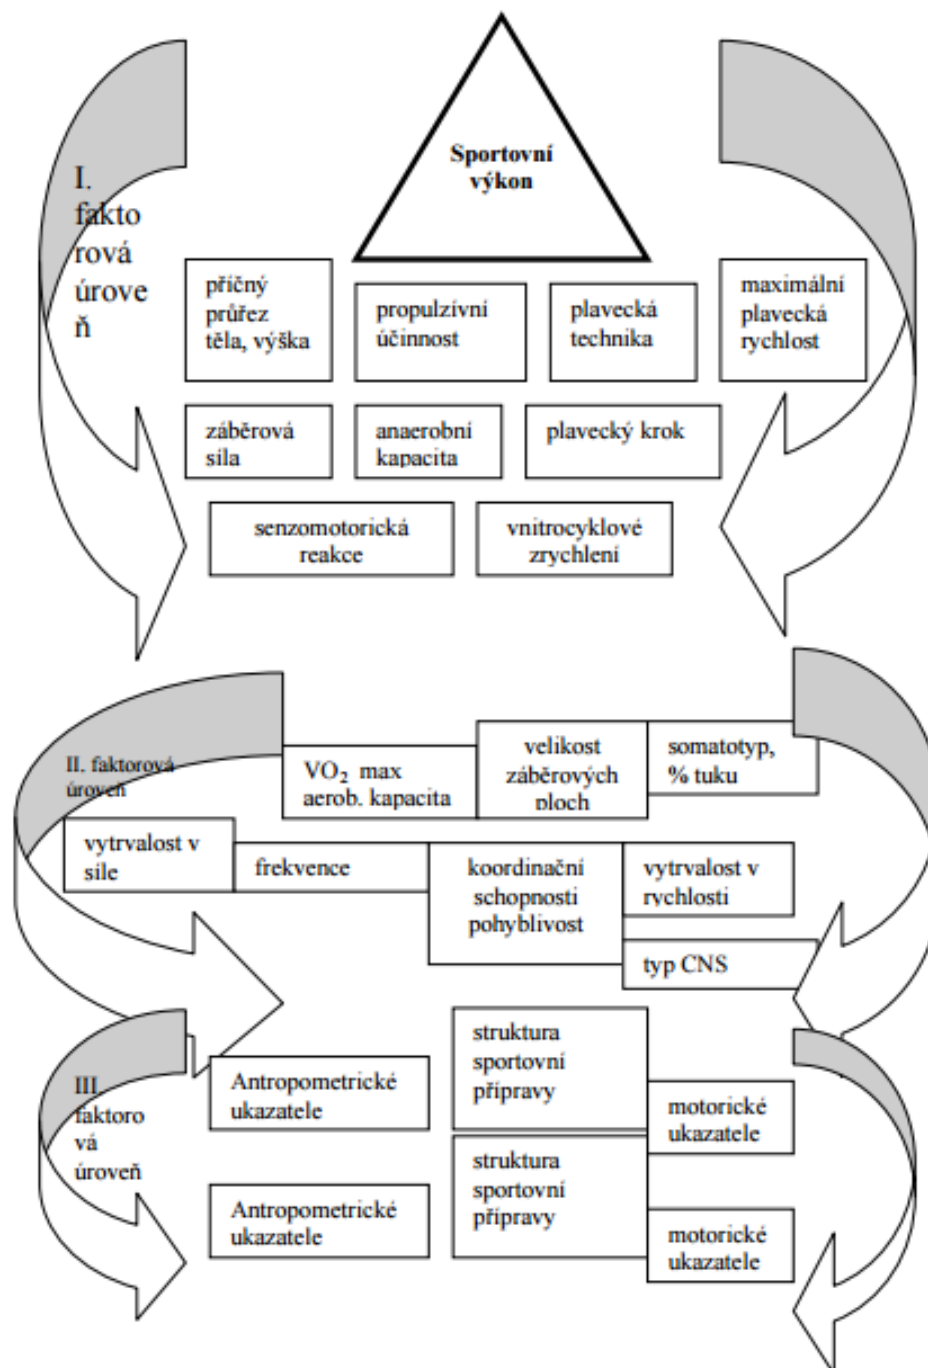 Sportovní
výkon
I.
fakto
rová
úrove
ň
příčný
průřez
těla, výška
propulzívní
účinnost
plavecká
technika
maximální
plavecká
rychlost
záběrová
síla
anaerobní
kapacita
plavecký krok
senzomotorická
reakce
vnitrocyklové
zrychlení
II. faktorová
úroveň
VO₂ max
aerob. kapacita
velikost
záběrových
ploch
somatotyp,
% tuku
vytrvalost v
síle
frekvence
koordinační
schopnosti
pohyblivost
vytrvalost v
rychlosti
typ CNS
III
faktoro
vá
úroveň
Antropometrické
ukazatele
struktura
sportovní
přípravy
motorické
ukazatele
Antropometrické
ukazatele
struktura
sportovní
přípravy
motorické
ukazatele